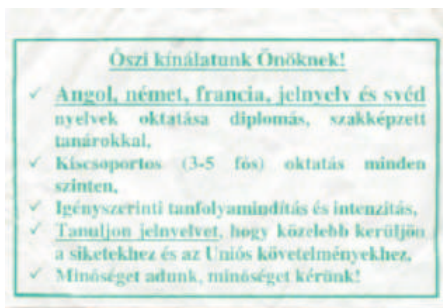 Őszi kínálatunk Önöknek!
✓ Angol, német, francia, jelnyelv és svéd
nyelvek oktatása diplomás, szakképzett
tanárokkal,
✓ Kiscsoportos (3-5 fős) oktatás minden
szinten,
✓ Igényszerinti tanfolyamindítás és intenzitás,
✓ Tanuljon jelnyelvet, hogy közelebb kerüljön
a siketekhez és az Uniós követelményekhez,
✓ Minőséget adunk, minőséget kérünk!